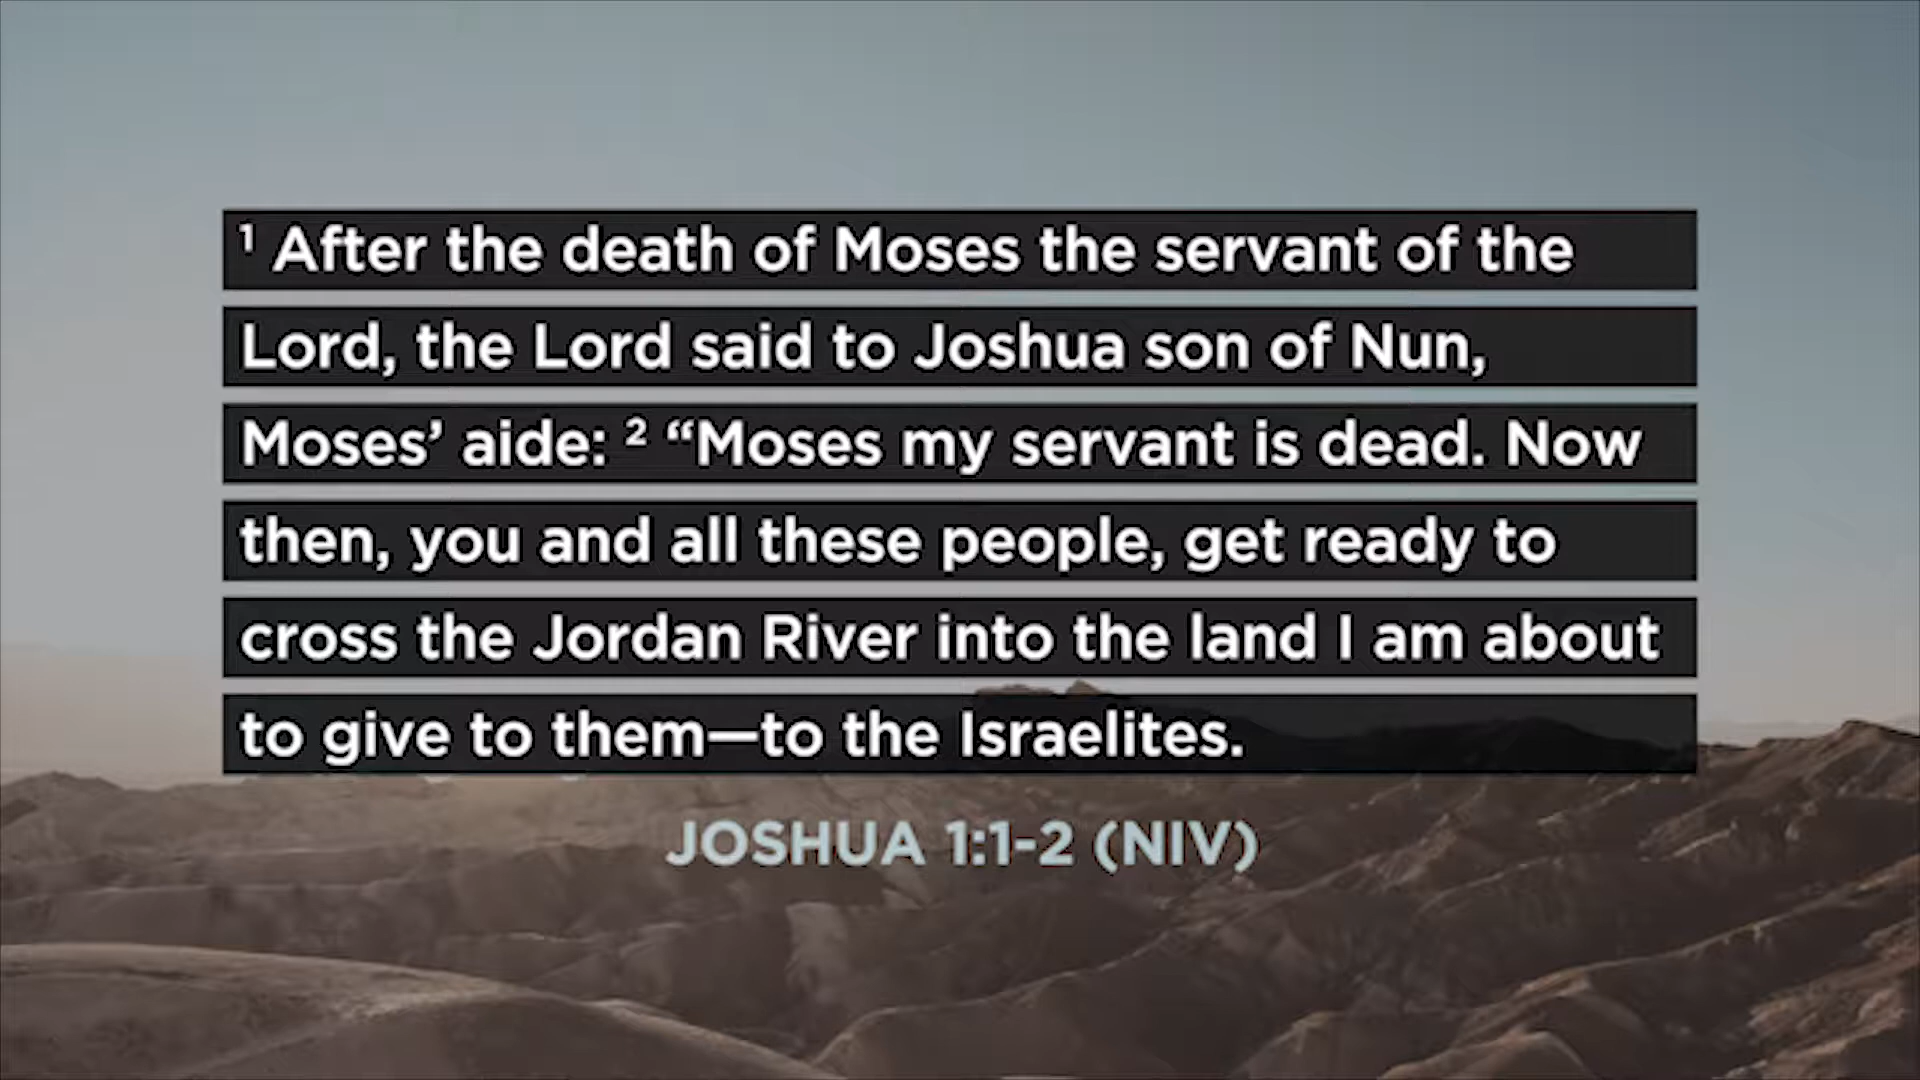 ¹ After the death of Moses the servant of the
Lord, the Lord said to Joshua son of Nun,
Moses’ aide: ² “Moses my servant is dead. Now
then, you and all these people, get ready to
cross the Jordan River into the land I am about
to give to them—to the Israelites.
JOSHUA 1:1-2 (NIV)